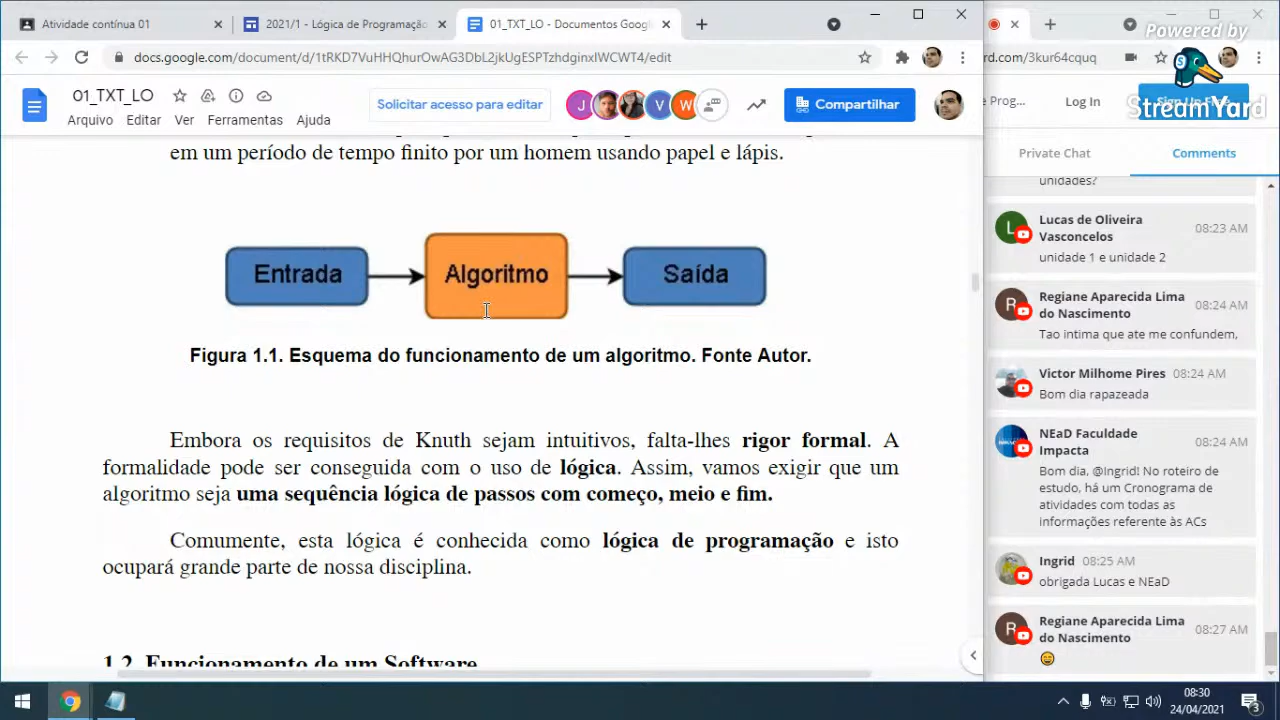 Atividade contínua 01
2021/1 - Lógica de Programação
01_TXT_LO - Documentos Googl
docs.google.com/document/d/1tRKD7VuHHQhurOwAG3DbL2jkUgESPTzhdginxlWCWT4/edit
rd.com/3kur64cquq
Powered by
StreamYard
01_TXT_LO
Arquivo Editar Ver Ferramentas Ajuda
Solicitar acesso para editar
J V W
Compartilhar
e Prog...
Log In
Private Chat
Comments
em um período de tempo finito por um homem usando papel e lápis.
Entrada
Algoritmo
Saída
Figura 1.1. Esquema do funcionamento de um algoritmo. Fonte Autor.
Embora os requisitos de Knuth sejam intuitivos, falta-lhes rigor formal. A
formalidade pode ser conseguida com o uso de lógica. Assim, vamos exigir que um
algoritmo seja uma sequência lógica de passos com começo, meio e fim.
Comumente, esta lógica é conhecida como lógica de programação e isto
ocupará grande parte de nossa disciplina.
1.2. Funcionamento de um Software
unidades?
L
Lucas de Oliveira
Vasconcelos
08:23 AM
unidade 1 e unidade 2
R
Regiane Aparecida Lima
do Nascimento
08:24 AM
Tao intima que ate me confundem,
Victor Milhome Pires 08:24 AM
Bom dia rapazeada
NEaD Faculdade
Impacta
08:24 AM
Bom dia, @Ingrid! No roteiro de
estudo, há um Cronograma de
atividades com todas as
informações referente às ACs
Ingrid 08:25 AM
obrigada Lucas e NEaD
R
Regiane Aparecida Lima
do Nascimento
08:27 AM
08:30
24/04/2021
3